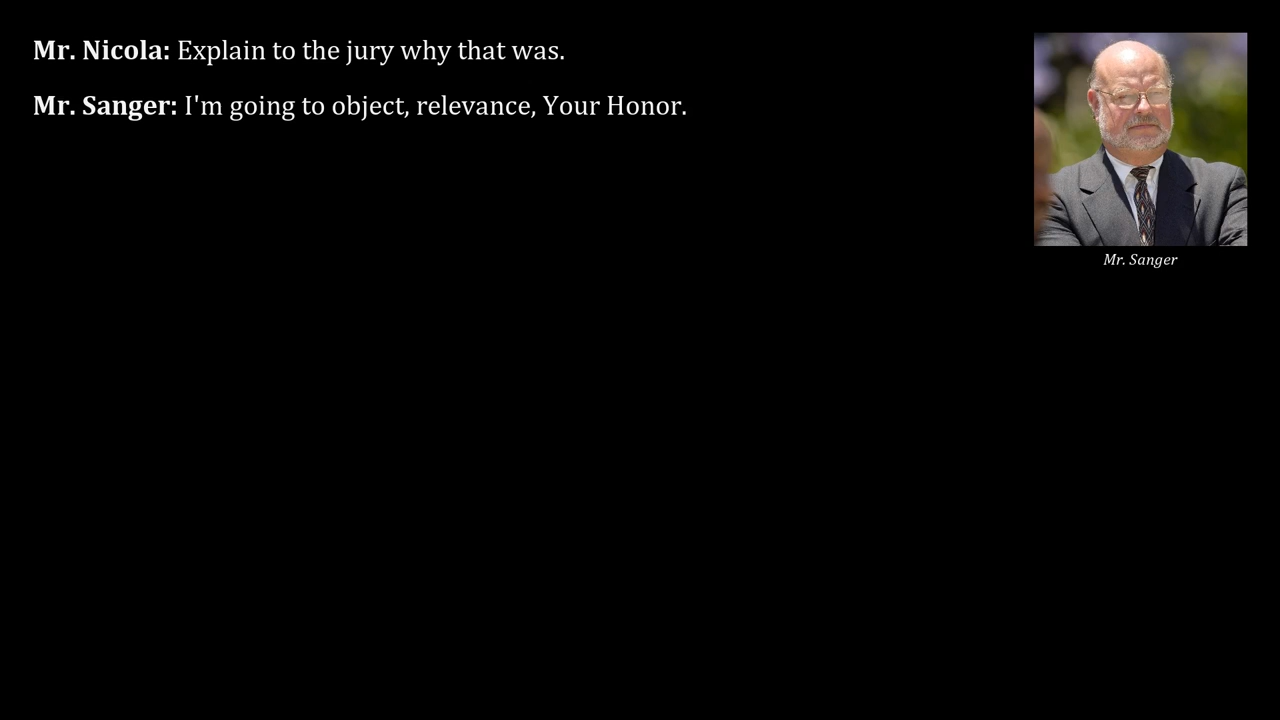 Mr. Nicola: Explain to the jury why that was.
Mr. Sanger: I'm going to object, relevance, Your Honor.
Mr. Sanger